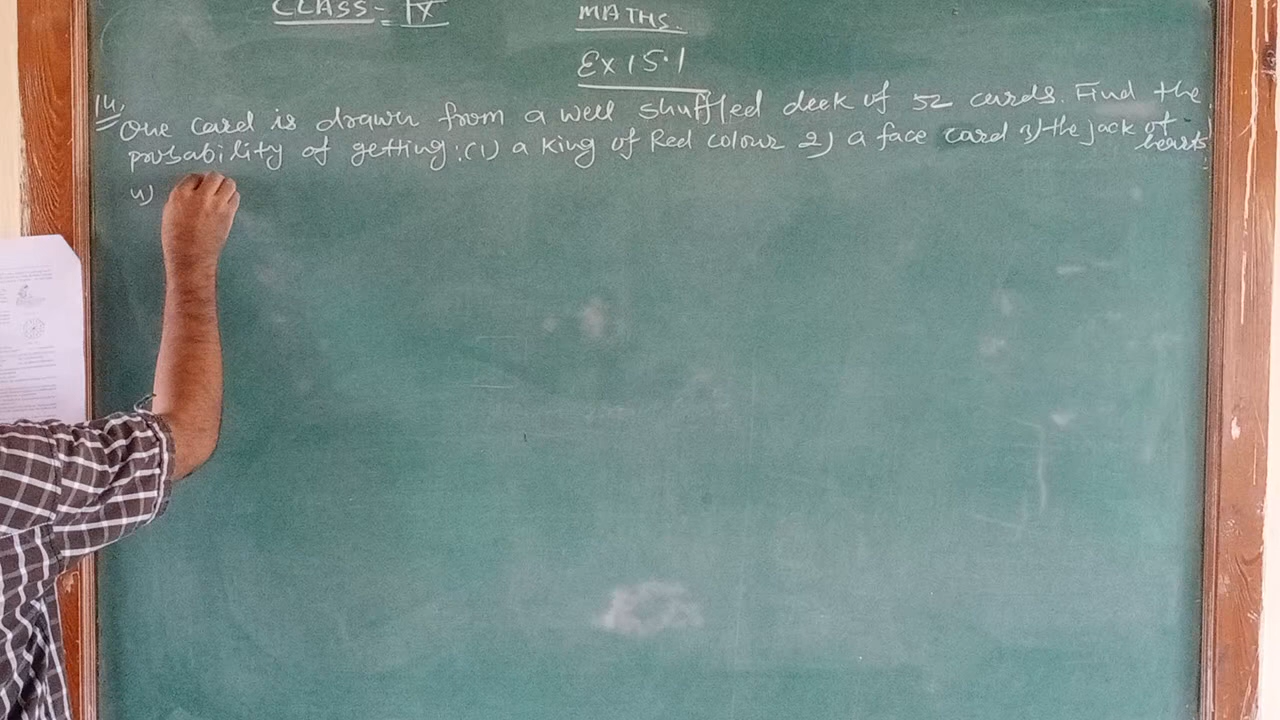 CLASS- IX
MATHS.
Ex 15.1
14. One card is drawn from a well shuffled deck of 52 cards. Find the
probability of getting: (1) a king of Red colour 2) a face card 3) the jack of hearts
4)